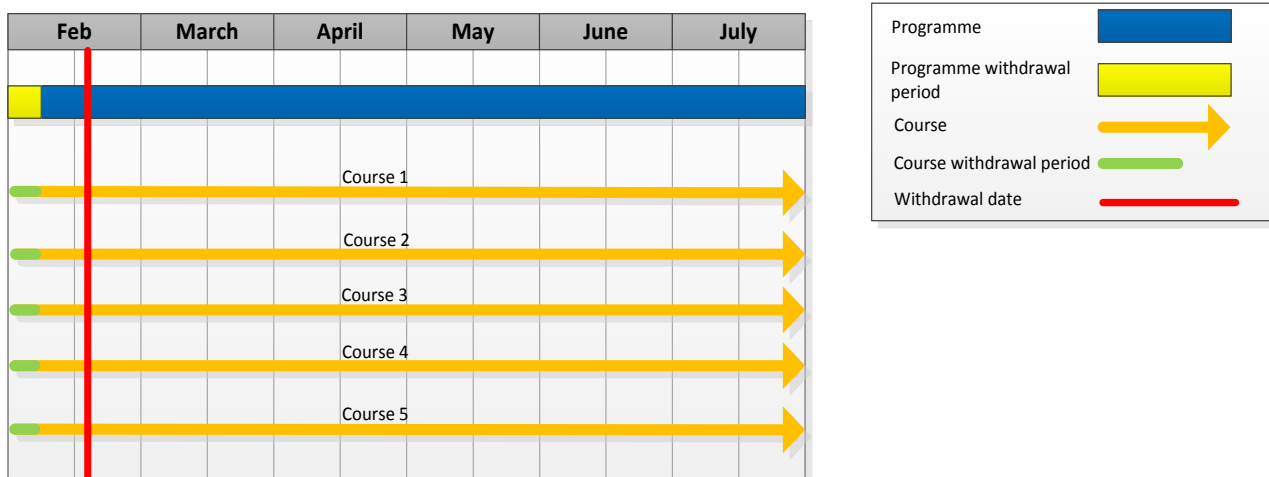 Feb March April May June July
Course 1
Course 2
Course 3
Course 4
Course 5
Programme
Programme withdrawal
period
Course
Course withdrawal period
Withdrawal date